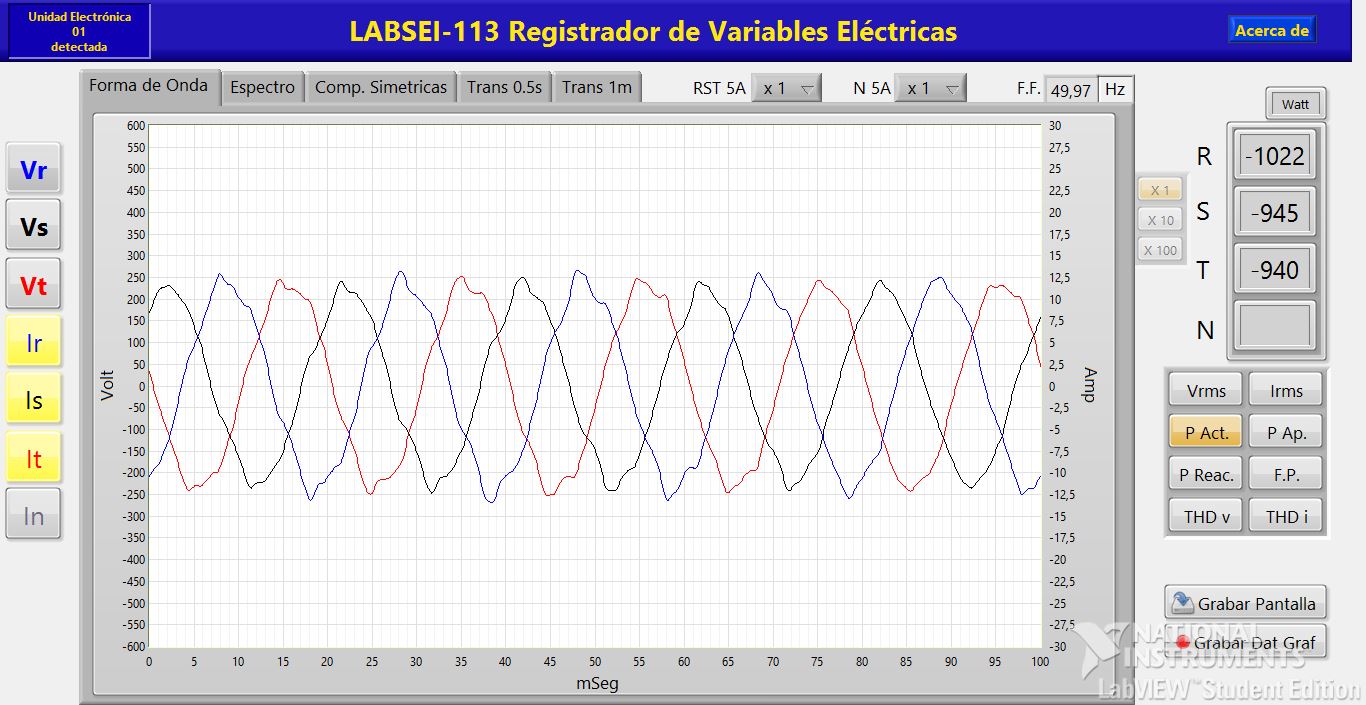 Unidad Electrónica
01
detectada
LABSEI-113 Registrador de Variables Eléctricas
Acerca de
Forma de Onda
Espectro
Comp. Simetricas
Trans 0.5s
Trans 1m
RST 5A
x 1
N 5A
x 1
F.F.
49,97
Hz
Vr
Vs
Vt
Ir
Is
It
In
Volt
600
550
500
450
400
350
300
250
200
150
100
50
0
-50
-100
-150
-200
-250
-300
-350
-400
-450
-500
-550
-600
0
5
10
15
20
25
30
35
40
45
50
55
60
65
70
75
80
85
90
95
100
mSeg
30
27,5
25
22,5
20
17,5
15
12,5
10
7,5
5
2,5
0
-2,5
-5
-7,5
-10
-12,5
-15
-17,5
-20
-22,5
-25
-27,5
-30
Amp
X 1
X 10
X 100
Watt
R
-1022
S
-945
T
-940
N
Vrms
Irms
P Act.
P Ap.
P Reac.
F.P.
THD v
THD i
Grabar Pantalla
Grabar Dat Graf
NATIONAL
INSTRUMENTS
LabVIEW™ Student Edition